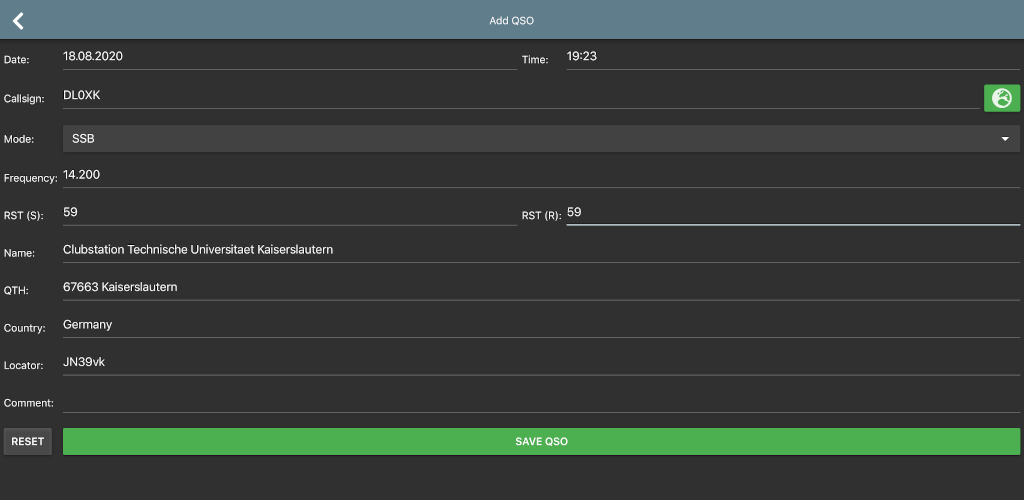 Add QSO
Date: 18.08.2020 Time: 19:23
Callsign: DL0XK
Mode: SSB
Frequency: 14.200
RST (S): 59 RST (R): 59
Name: Clubstation Technische Universitaet Kaiserslautern
QTH: 67663 Kaiserslautern
Country: Germany
Locator: JN39vk
Comment:
RESET SAVE QSO